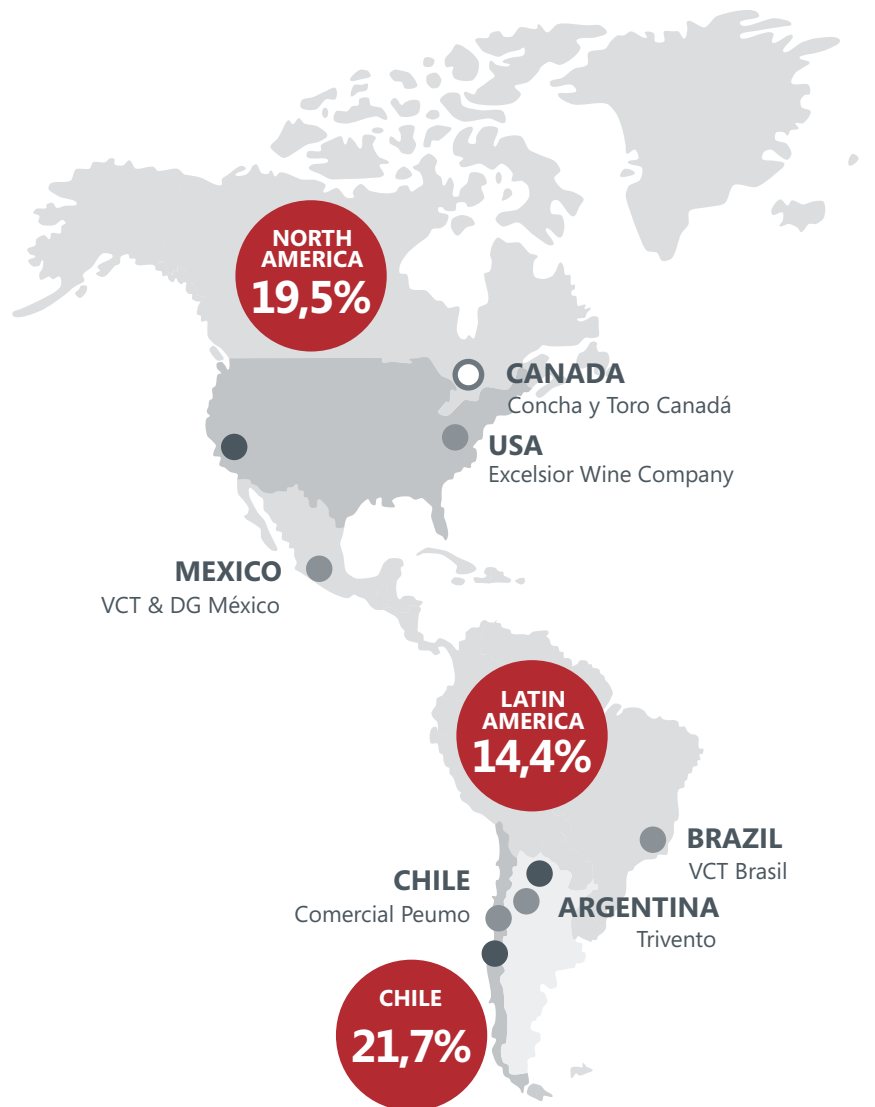 NORTH
AMERICA
19,5%
CANADA
Concha y Toro Canadá
USA
Excelsior Wine Company
MEXICO
VCT & DG México
LATIN
AMERICA
14,4%
BRAZIL
VCT Brasil
CHILE
Comercial Peumo
ARGENTINA
Trivento
CHILE
21,7%